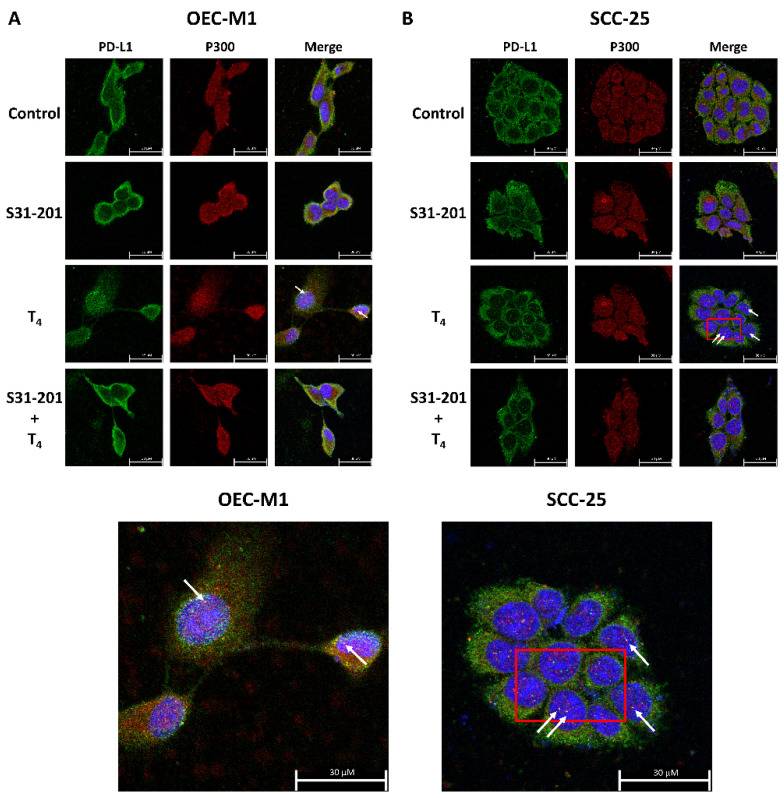 A OEC-M1
PD-L1 P300 Merge
Control
S31-201
T4
S31-201
+
T4
B SCC-25
PD-L1 P300 Merge
Control
S31-201
T4
S31-201
+
T4
OEC-M1
30 µM
SCC-25
30 µM